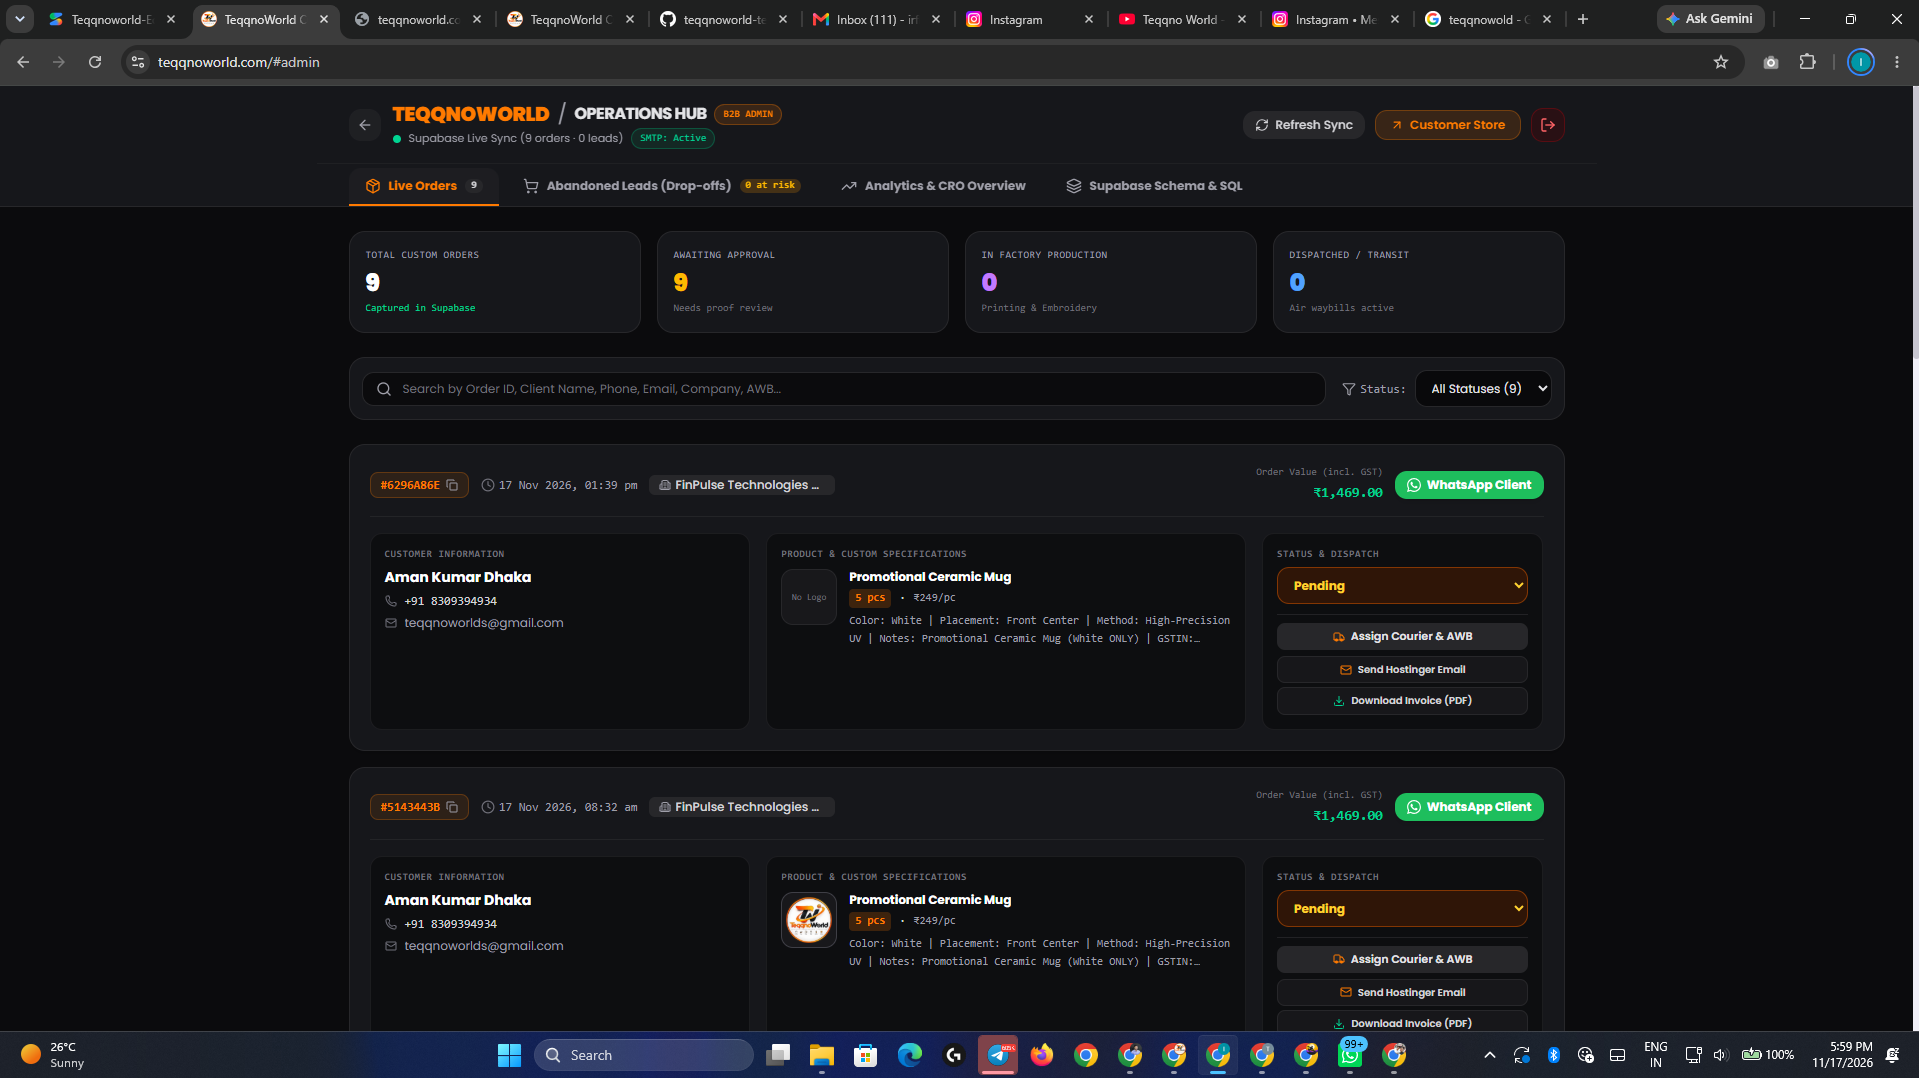 Teqqnoworld-E
TeqqnoWorld C
teqqnoworld.co
TeqqnoWorld C
teqqnoworld-te
Inbox (111) - irf
Instagram
Teqqno World -
Instagram • Me
teqqnowold - G
Ask Gemini
teqqnoworld.com/#admin
I
TEQQNOWORLD / OPERATIONS HUB B2B ADMIN
Supabase Live Sync (9 orders · 0 leads) SMTP: Active
Refresh Sync
Customer Store
Live Orders 9
Abandoned Leads (Drop-offs) 0 at risk
Analytics & CRO Overview
Supabase Schema & SQL
TOTAL CUSTOM ORDERS
9
Captured in Supabase
AWAITING APPROVAL
9
Needs proof review
IN FACTORY PRODUCTION
0
Printing & Embroidery
DISPATCHED / TRANSIT
0
Air waybills active
Search by Order ID, Client Name, Phone, Email, Company, AWB...
Status:
All Statuses (9)
#6296A86E
17 Nov 2026, 01:39 pm
FinPulse Technologies …
Order Value (incl. GST)
₹1,469.00
WhatsApp Client
CUSTOMER INFORMATION
Aman Kumar Dhaka
+91 8309394934
teqqnoworlds@gmail.com
PRODUCT & CUSTOM SPECIFICATIONS
No Logo
Promotional Ceramic Mug
5 pcs • ₹249/pc
Color: White | Placement: Front Center | Method: High-Precision
UV | Notes: Promotional Ceramic Mug (White ONLY) | GSTIN:…
STATUS & DISPATCH
Pending
Assign Courier & AWB
Send Hostinger Email
Download Invoice (PDF)
#5143443B
17 Nov 2026, 08:32 am
FinPulse Technologies …
Order Value (incl. GST)
₹1,469.00
WhatsApp Client
CUSTOMER INFORMATION
Aman Kumar Dhaka
+91 8309394934
teqqnoworlds@gmail.com
PRODUCT & CUSTOM SPECIFICATIONS
TeqqnoWorld
Promotional Ceramic Mug
5 pcs • ₹249/pc
Color: White | Placement: Front Center | Method: High-Precision
UV | Notes: Promotional Ceramic Mug (White ONLY) | GSTIN:…
STATUS & DISPATCH
Pending
Assign Courier & AWB
Send Hostinger Email
Download Invoice (PDF)
26°C
Sunny
Search
99+
ENG
IN
100%
5:59 PM
11/17/2026